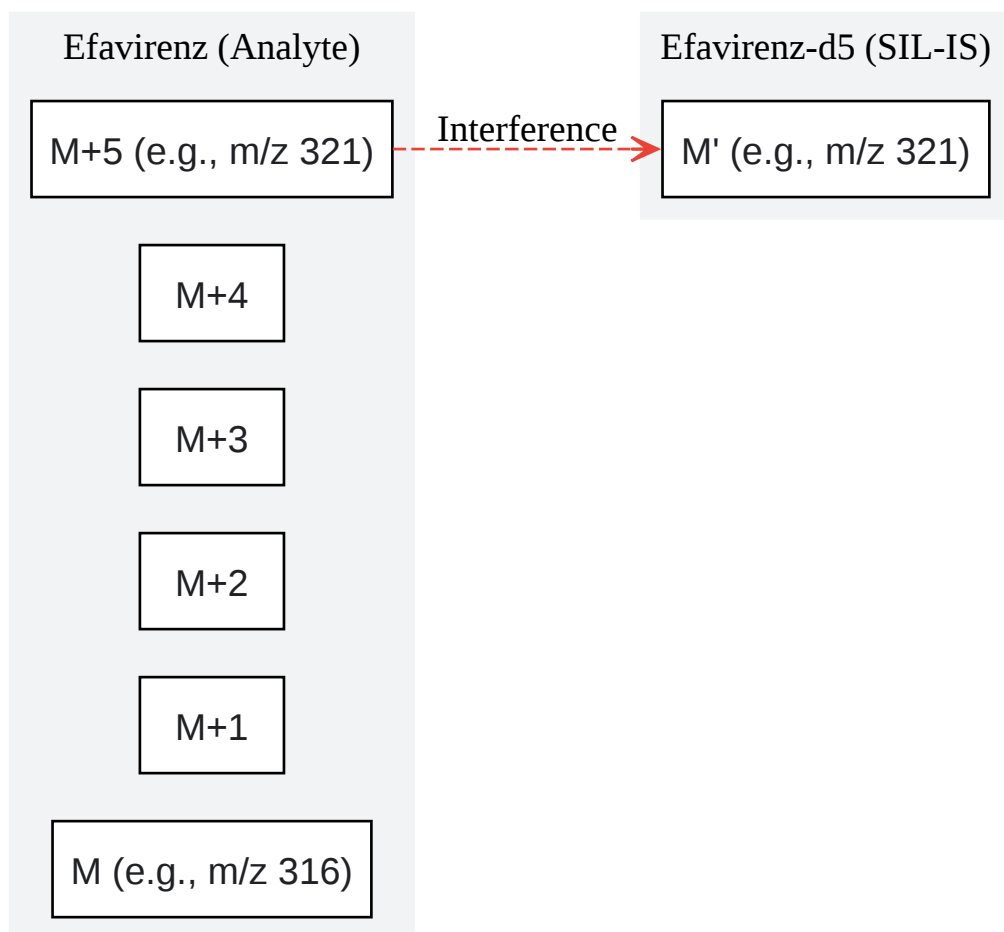 Efavirenz (Analyte)
Efavirenz-d5 (SIL-IS)
M+5 (e.g., m/z 321)
Interference
M' (e.g., m/z 321)
M+4
M+3
M+2
M+1
M (e.g., m/z 316)